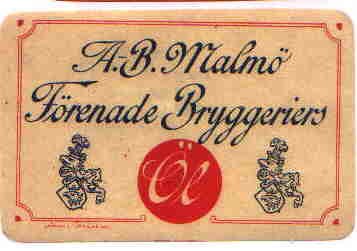 A.-B. Malmö
Förenade Bryggeriers
Öl